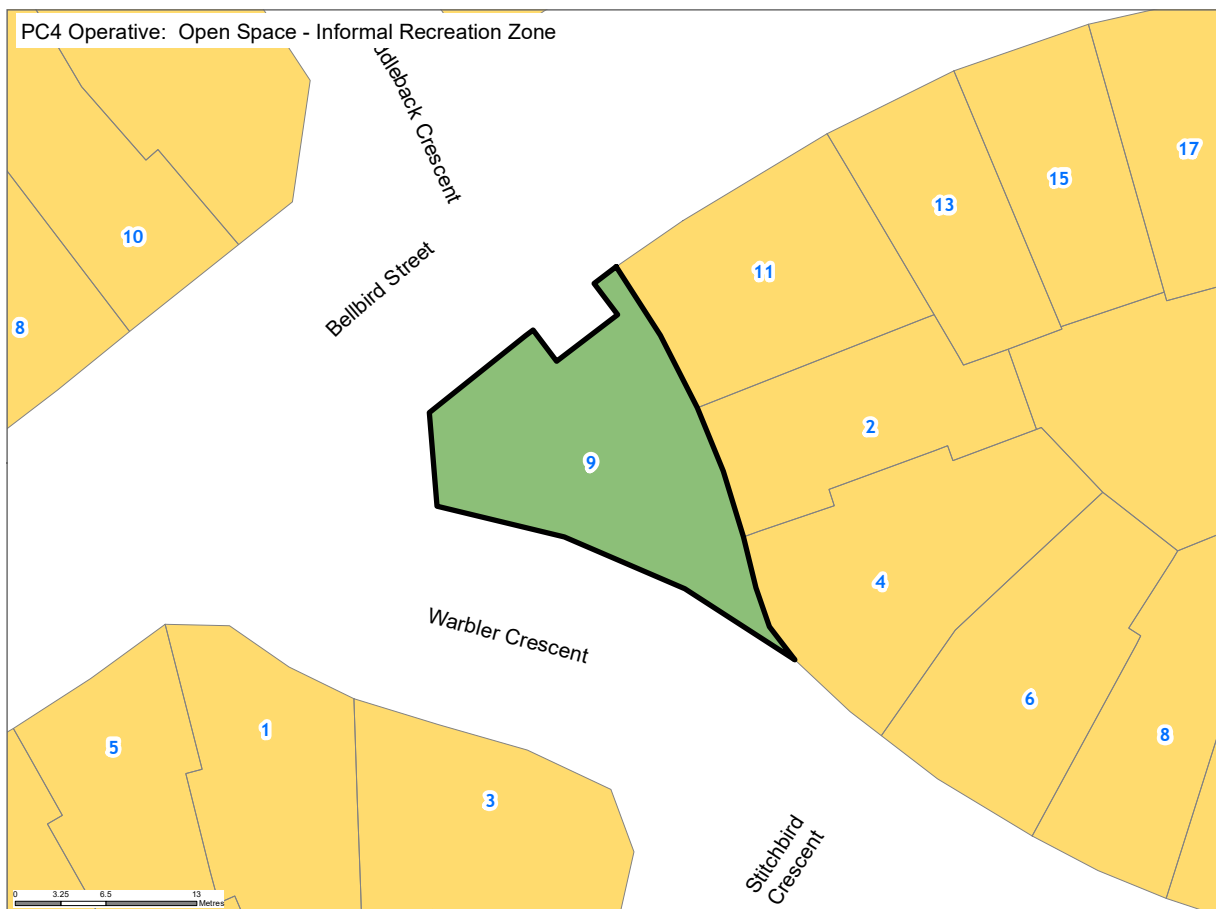 PC4 Operative: Open Space - Informal Recreation Zone
Crescent
17
15
13
10
Bellbird Street
11
8
2
9
4
Warbler Crescent
6
1
8
5
3
Stitchbird
Crescent
0 3.25 6.5 13
Metres